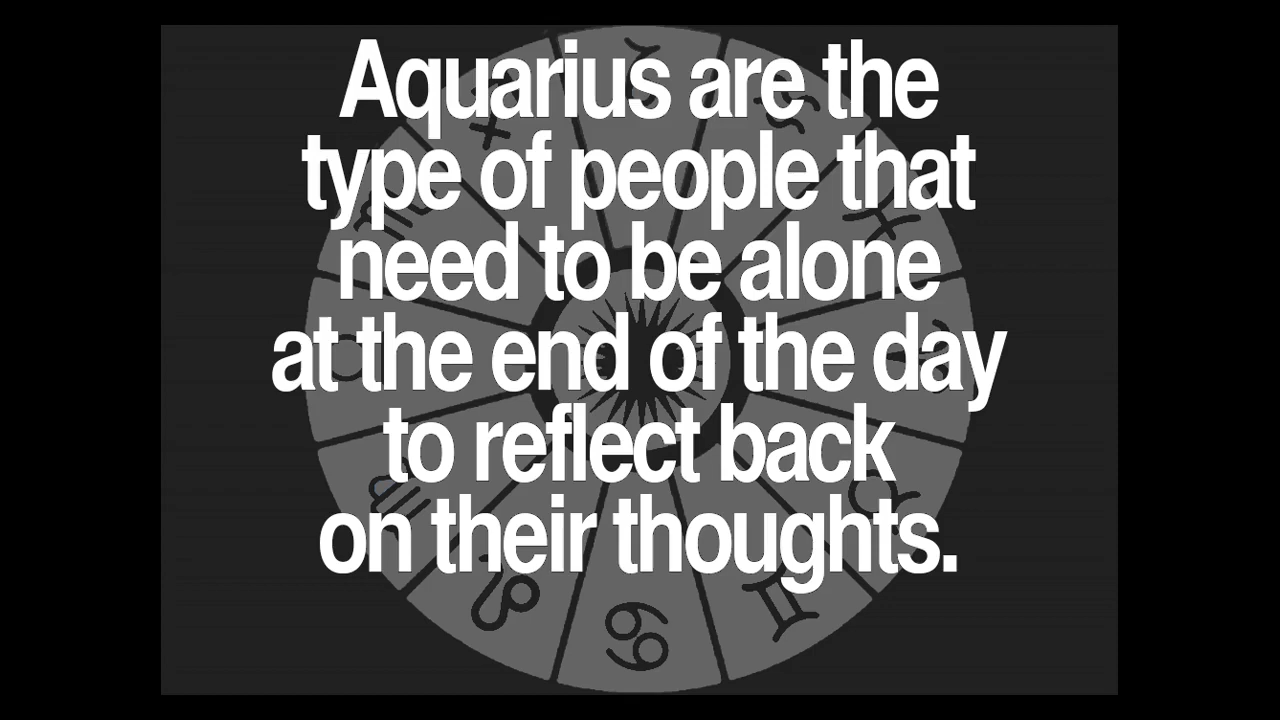 Aquarius are the
type of people that
need to be alone
at the end of the day
to reflect back
on their thoughts.